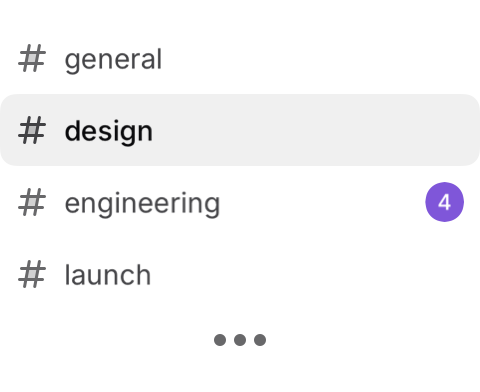 # general
# design
# engineering 4
# launch